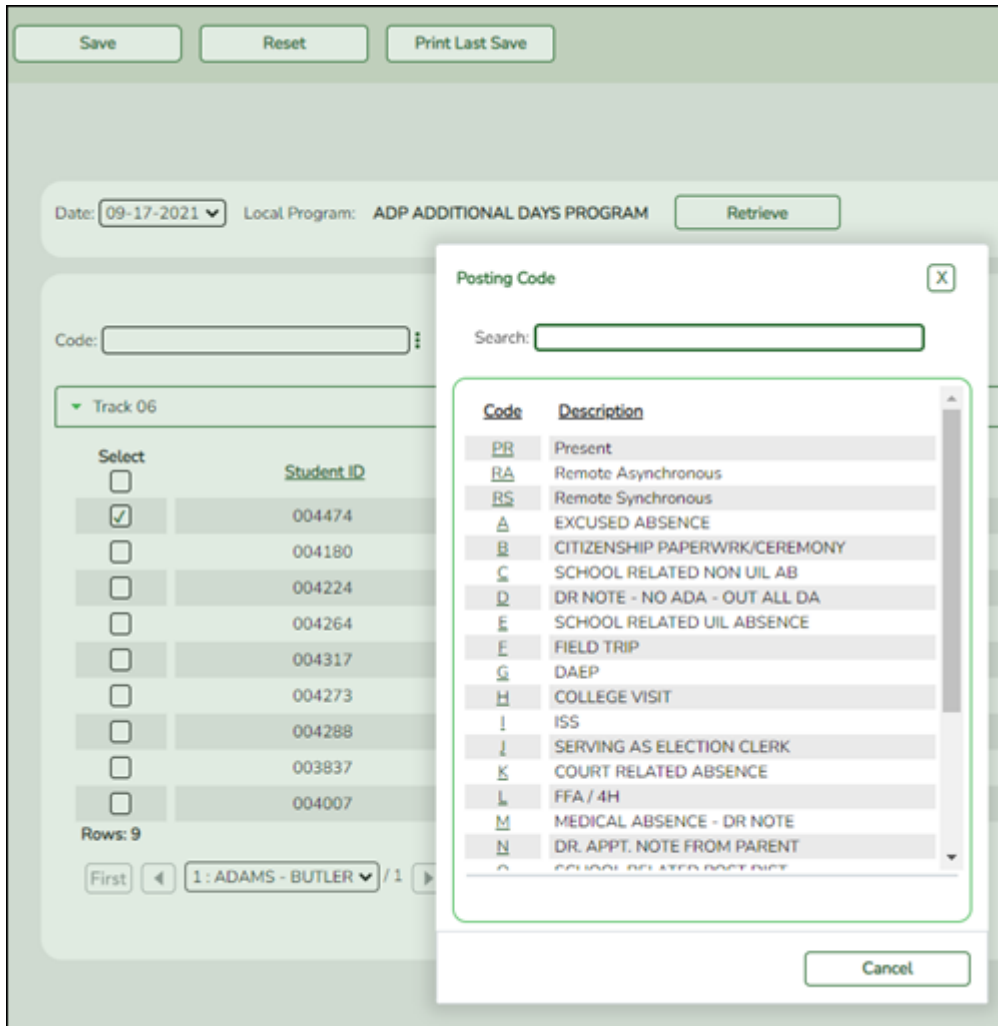 Save Reset Print Last Save
Date: 09-17-2021 Local Program: ADP ADDITIONAL DAYS PROGRAM Retrieve
Posting Code X
Search:
Code:
Track 06
Code Description
Select
Student ID
PR Present
RA Remote Asynchronous
RS Remote Synchronous
A EXCUSED ABSENCE
B CITIZENSHIP PAPERWRK/CEREMONY
C SCHOOL RELATED NON UIL AB
D DR NOTE - NO ADA - OUT ALL DA
E SCHOOL RELATED UIL ABSENCE
F FIELD TRIP
G DAEP
H COLLEGE VISIT
I ISS
J SERVING AS ELECTION CLERK
K COURT RELATED ABSENCE
L FFA / 4H
M MEDICAL ABSENCE - DR NOTE
N DR. APPT. NOTE FROM PARENT
SCHOOL RELATED POST DIST
004474
004180
004224
004264
004317
004273
004288
003837
004007
Rows: 9
First 1 : ADAMS - BUTLER / 1
Cancel